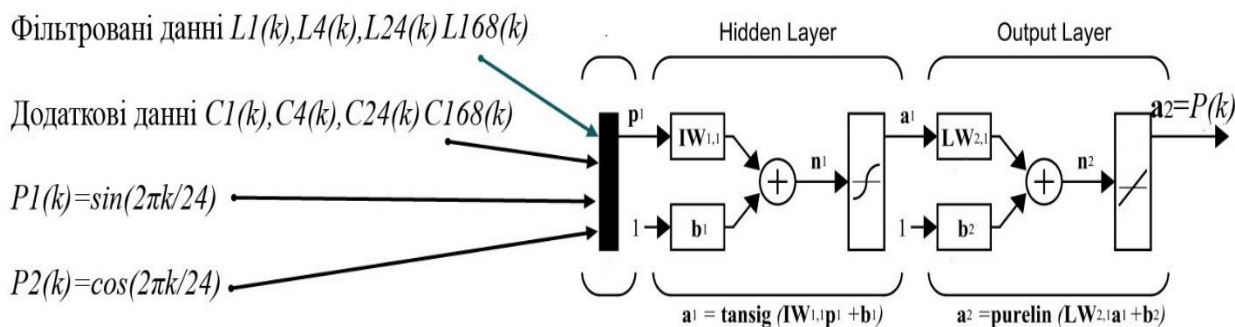 Фільтровані данні L1(k),L4(k),L24(k) L168(k)
Додаткові данні C1(k),C4(k),C24(k) C168(k)
P1(k)=sin(2πk/24)
P2(k)=cos(2πk/24)
Hidden Layer
Output Layer
p1
IW1,1
1
b1
n1
a1
LW2,1
1
b2
n2
a2=P(k)
a1 = tansig (IW1,1p1 +b1)
a2 =purelin (LW2,1a1 +b2)